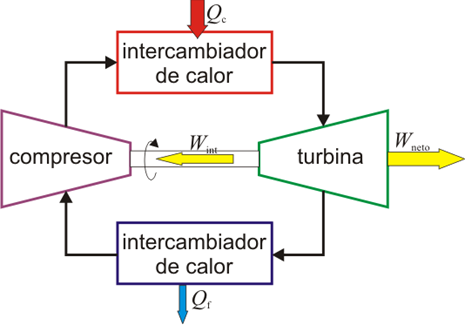 Qc
intercambiador
de calor
compresor
Wint
turbina
Wneto
intercambiador
de calor
Qf